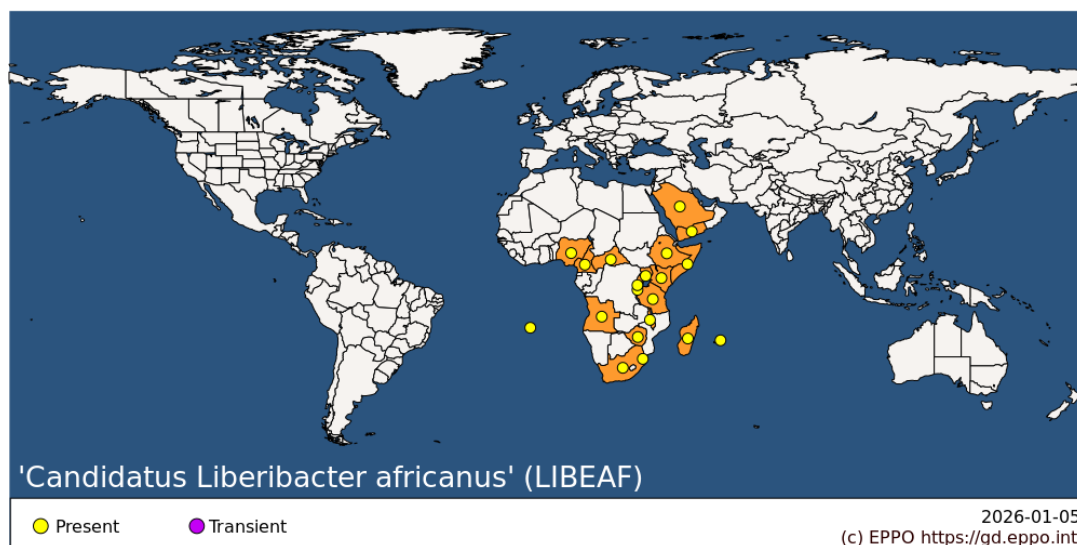 'Candidatus Liberibacter africanus' (LIBEAF)
Present
Transient
2026-01-05
(c) EPPO https://gd.eppo.int